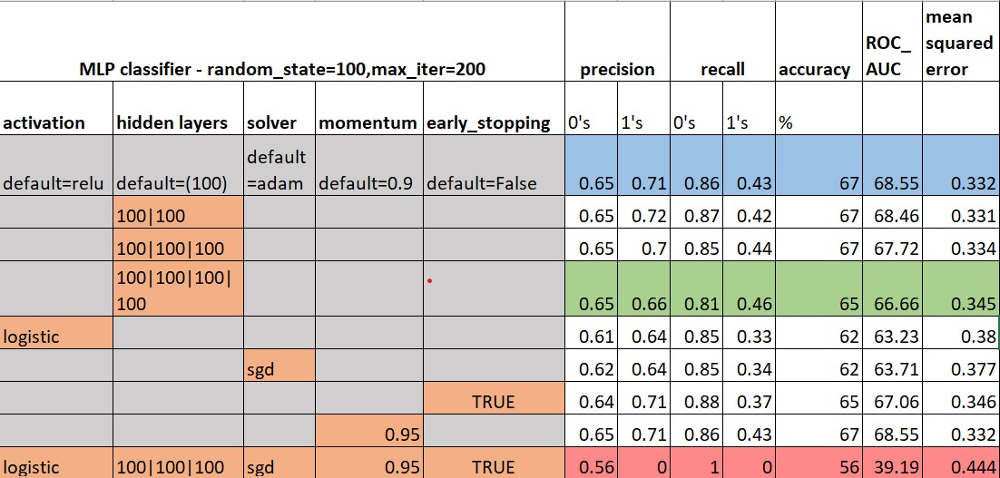 MLP classifier - random_state=100,max_iter=200 precision recall accuracy ROC_ AUC mean squared error
activation hidden layers solver momentum early_stopping 0's 1's 0's 1's %
default=relu default=(100) default =adam default=0.9 default=False 0.65 0.71 0.86 0.43 67 68.55 0.332
100|100 0.65 0.72 0.87 0.42 67 68.46 0.331
100|100|100 0.65 0.7 0.85 0.44 67 67.72 0.334
100|100|100| 100 0.65 0.66 0.81 0.46 65 66.66 0.345
logistic 0.61 0.64 0.85 0.33 62 63.23 0.38
sgd 0.62 0.64 0.85 0.34 62 63.71 0.377
TRUE 0.64 0.71 0.88 0.37 65 67.06 0.346
0.95 0.65 0.71 0.86 0.43 67 68.55 0.332
logistic 100|100|100 sgd 0.95 TRUE 0.56 0 1 0 56 39.19 0.444